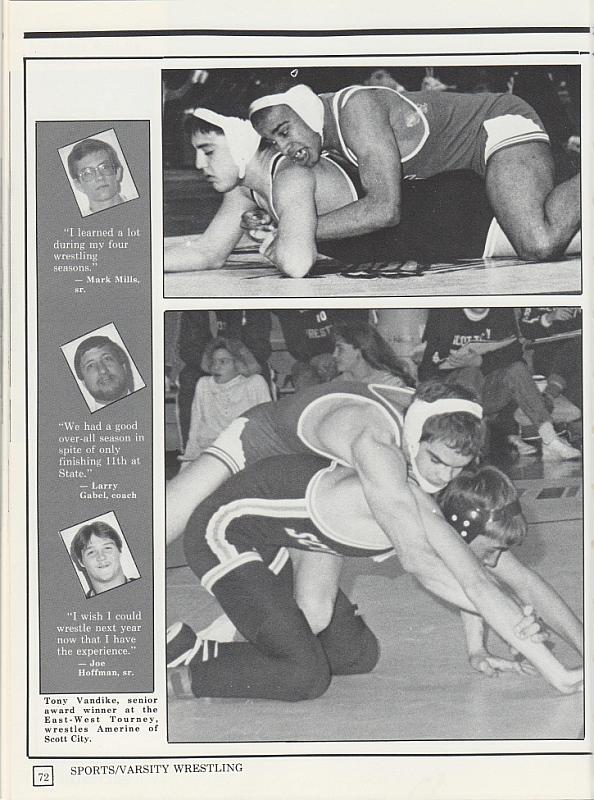 "I learned a lot
during my four
wrestling
seasons."
— Mark Mills,
sr.
"We had a good
over-all season in
spite of only
finishing 11th at
State."
— Larry
Gabel, coach
"I wish I could
wrestle next year
now that I have
the experience."
— Joe
Hoffman, sr.
Tony Vandike, senior
award winner at the
East-West Tourney,
wrestles Amerine of
Scott City.
72 SPORTS/VARSITY WRESTLING